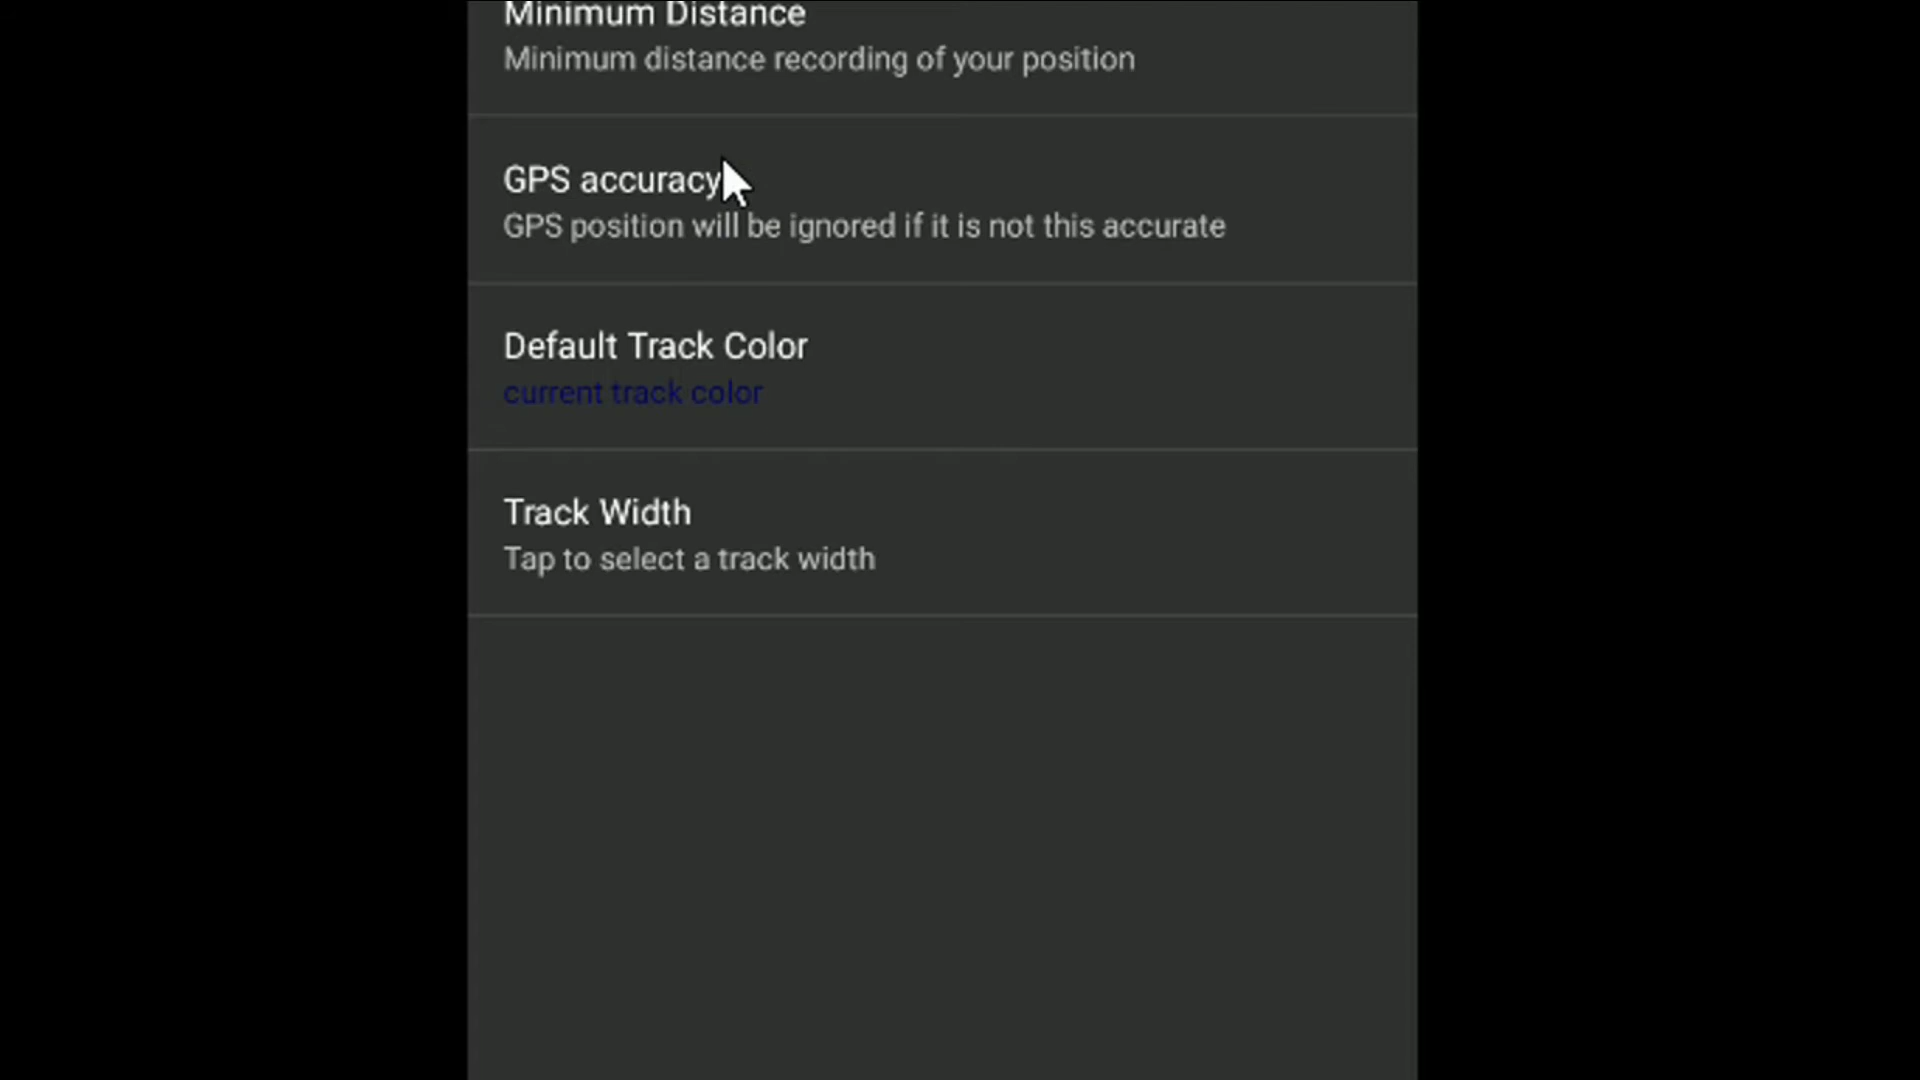 Minimum Distance
Minimum distance recording of your position
GPS accuracy
GPS position will be ignored if it is not this accurate
Default Track Color
current track color
Track Width
Tap to select a track width